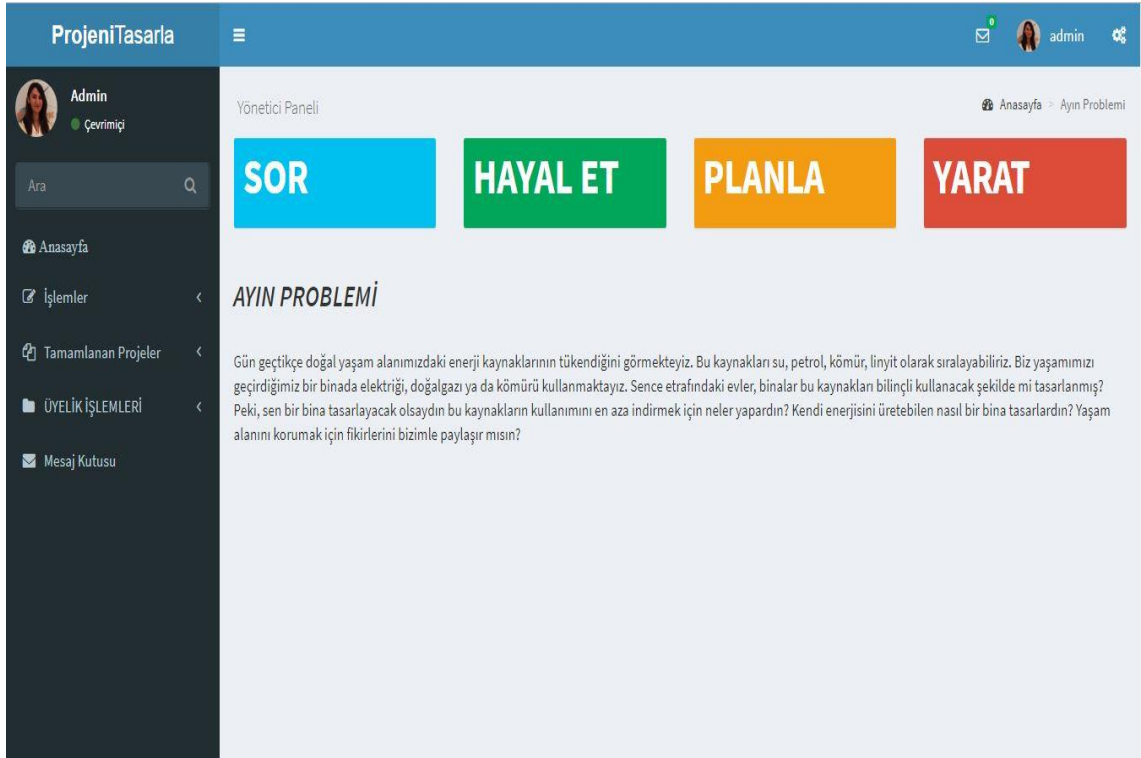 ProjeniTasarla
0
admin
Admin
Çevrimiçi
Ara
Anasayfa
İşlemler
Tamamlanan Projeler
ÜYELİK İŞLEMLERİ
Mesaj Kutusu
Yönetici Paneli
Anasayfa > Ayın Problemi
SOR
HAYAL ET
PLANLA
YARAT
AYIN PROBLEMİ
Gün geçtikçe doğal yaşam alanımızdaki enerji kaynaklarının tükendiğini görmekteyiz. Bu kaynakları su, petrol, kömür, linyit olarak sıralayabiliriz. Biz yaşamımızı
geçirdiğimiz bir binada elektriği, doğalgazı ya da kömürü kullanmaktayız. Sence etrafındaki evler, binalar bu kaynakları bilinçli kullanacak şekilde mi tasarlanmış?
Peki, sen bir bina tasarlayacak olsaydın bu kaynakların kullanımını en aza indirmek için neler yapardın? Kendi enerjisini üretebilen nasıl bir bina tasarlardın? Yaşam
alanını korumak için fikirlerini bizimle paylaşır mısın?